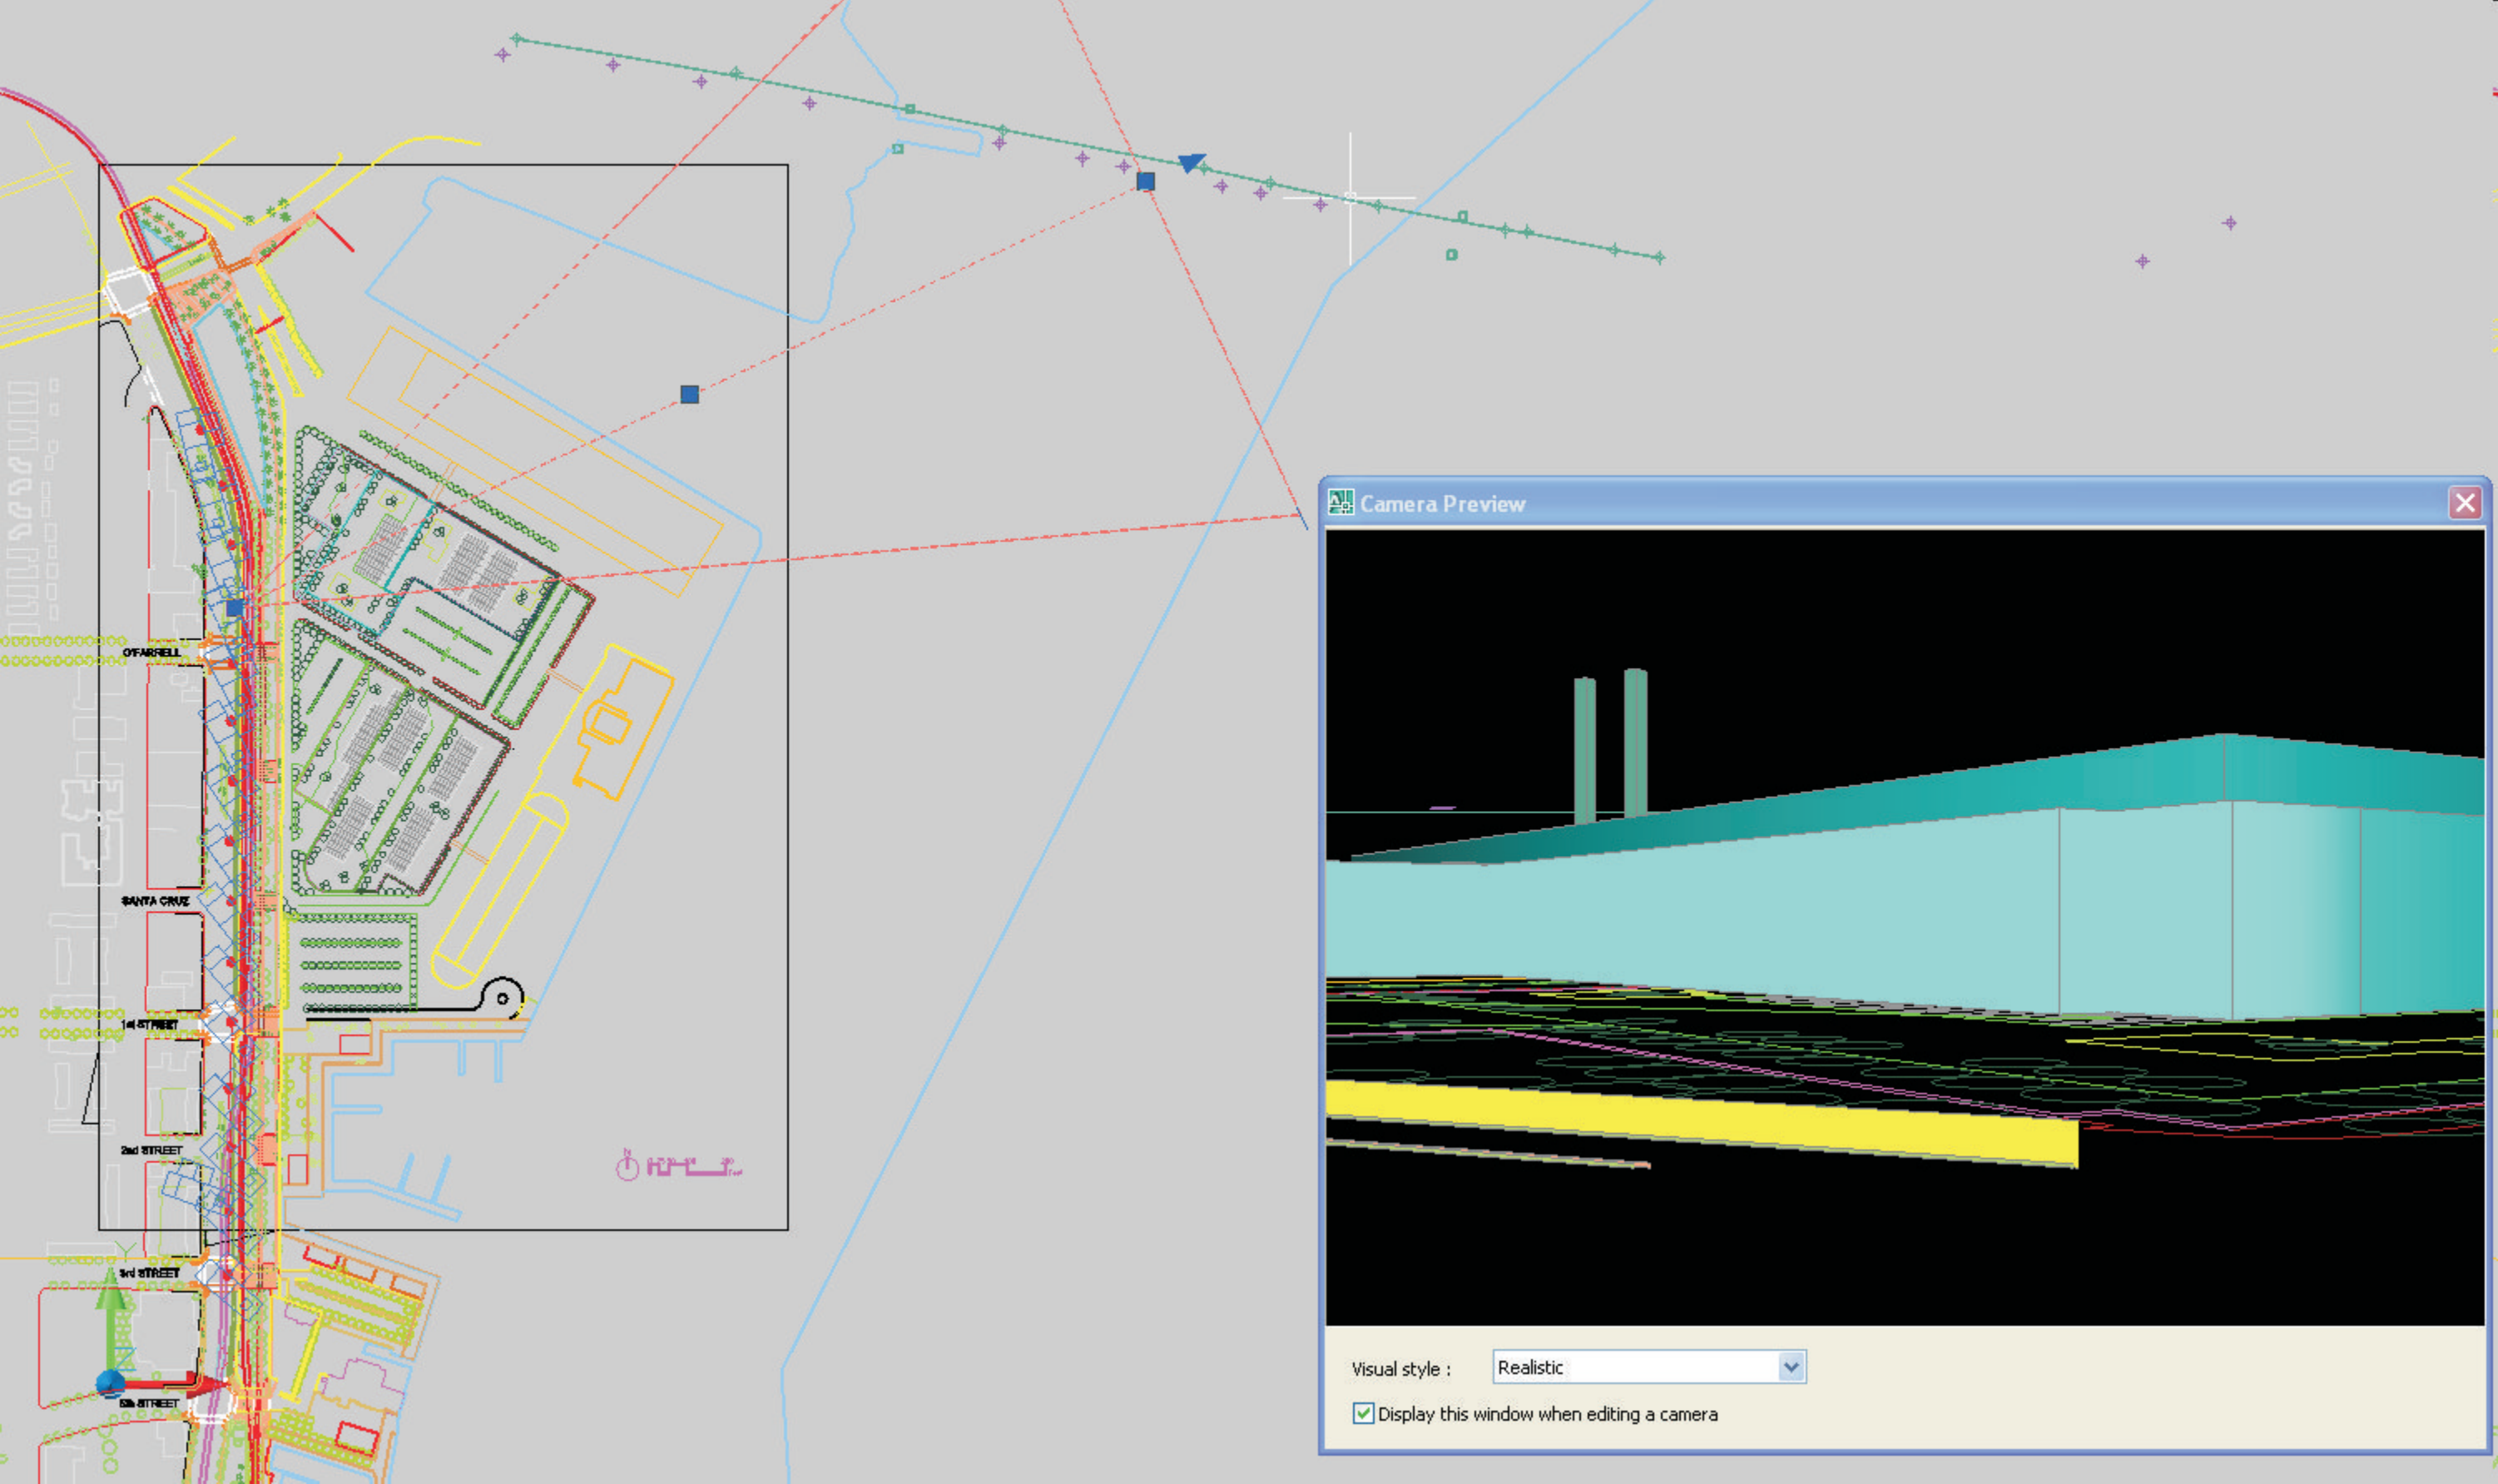 Camera Preview
O'FARRELL
SANTA CRUZ
1st STREET
2nd STREET
3rd STREET
5th STREET
Visual style :
Realistic
Display this window when editing a camera